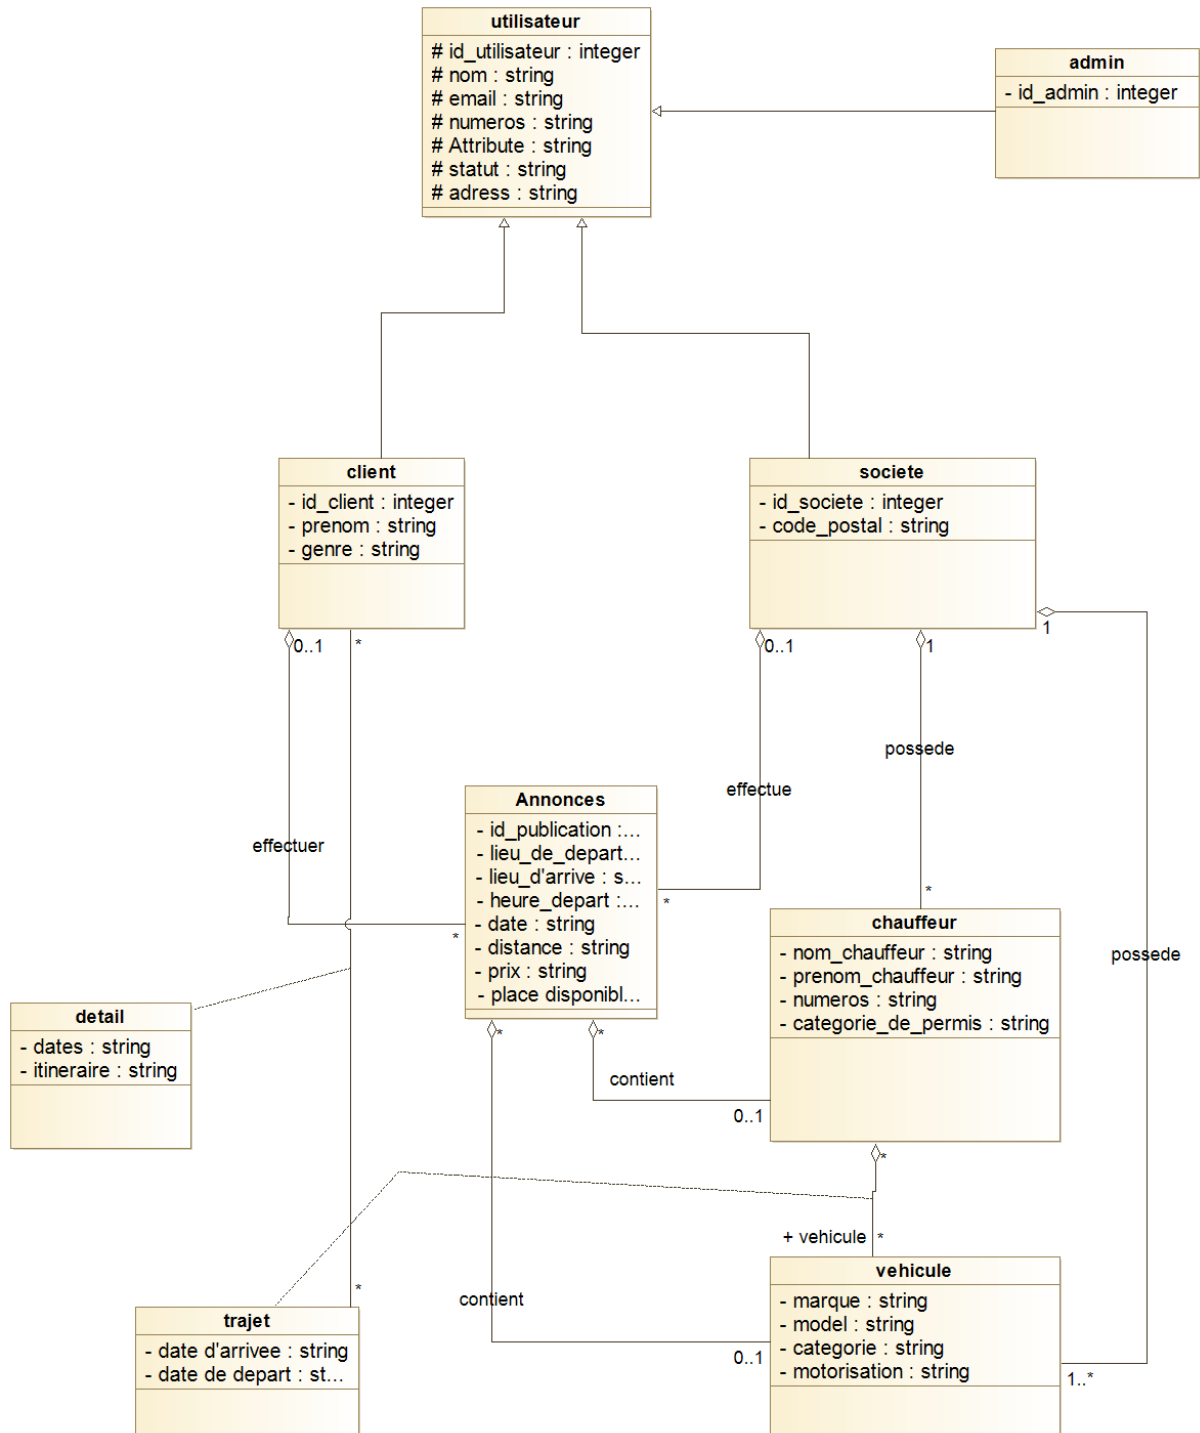 utilisateur
# id_utilisateur : integer
# nom : string
# email : string
# numeros : string
# Attribute : string
# statut : string
# adress : string
admin
- id_admin : integer
client
- id_client : integer
- prenom : string
- genre : string
societe
- id_societe : integer
- code_postal : string
0..1
*
0..1
1
1
possede
effectue
effectuer
Annonces
- id_publication :...
- lieu_de_depart...
- lieu_d'arrive : s...
- heure_depart :...
- date : string
- distance : string
- prix : string
- place disponibl...
*
*
*
chauffeur
- nom_chauffeur : string
- prenom_chauffeur : string
- numeros : string
- categorie_de_permis : string
possede
detail
- dates : string
- itineraire : string
*
*
contient
0..1
*
+ vehicule
*
vehicule
- marque : string
- model : string
- categorie : string
- motorisation : string
contient
0..1
1..*
*
trajet
- date d'arrivee : string
- date de depart : st...